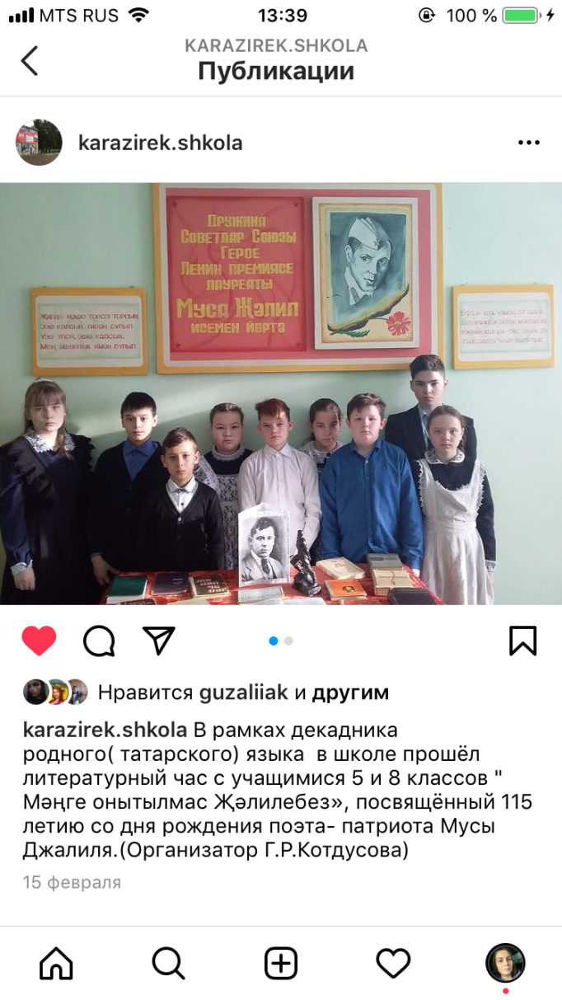 MTS RUS
13:39
100 %
KARAZIREK.SHKOLA
Публикации
karazirek.shkola
Дружина
Советлар Союзы
Герое
Ленин премиясе
лауреаты
Муса Җәлил
исемен йөртә
Нравится guzaliiak и другим
karazirek.shkola В рамках декадника
родного( татарского) языка в школе прошёл
литературный час с учащимися 5 и 8 классов "
Мәңге онытылмас Җәлилебез», посвящённый 115
летию со дня рождения поэта- патриота Мусы
Джалиля.(Организатор Г.Р.Котдусова)
15 февраля